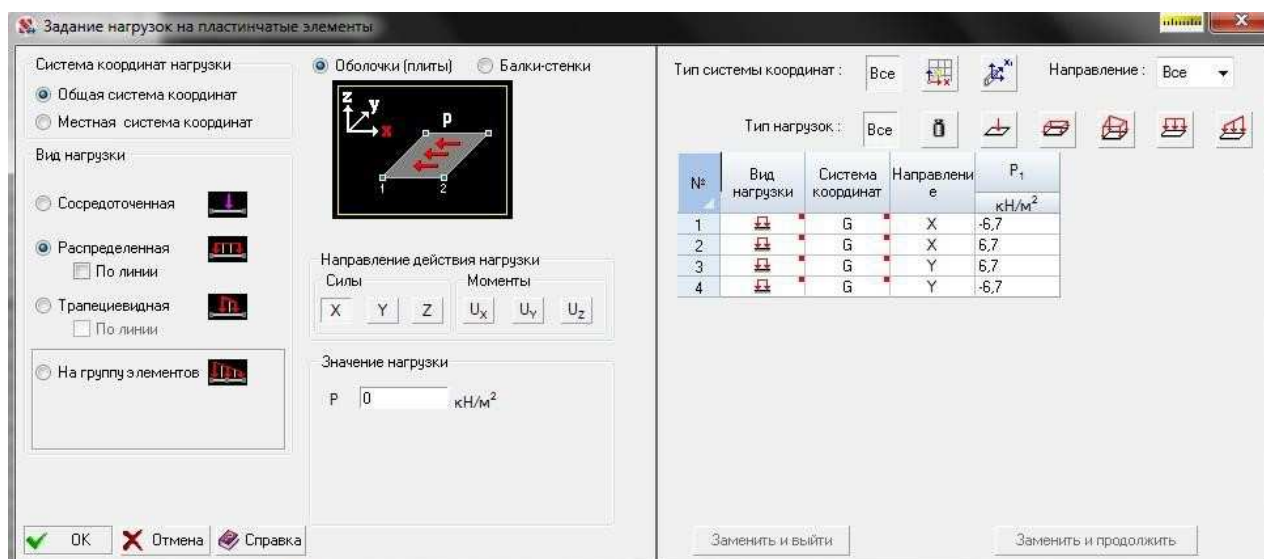 Задание нагрузок на пластинчатые элементы
Система координат нагрузки
Общая система координат
Местная система координат
Вид нагрузки
Сосредоточенная
Распределенная
По линии
Трапециевидная
По линии
На группу элементов
Оболочки (плиты)
Балки-стенки
z
y
x
p
1 2
Направление действия нагрузки
Силы Моменты
X Y Z UX UY UZ
Значение нагрузки
P 0 кН/м²
OK Отмена Справка
Тип системы координат : Все Направление : Все
Тип нагрузок : Все
№ Вид нагрузки Система координат Направлени е P₁ кН/м²
1 G X -6,7
2 G X 6,7
3 G Y 6,7
4 G Y -6,7
Заменить и выйти Заменить и продолжить